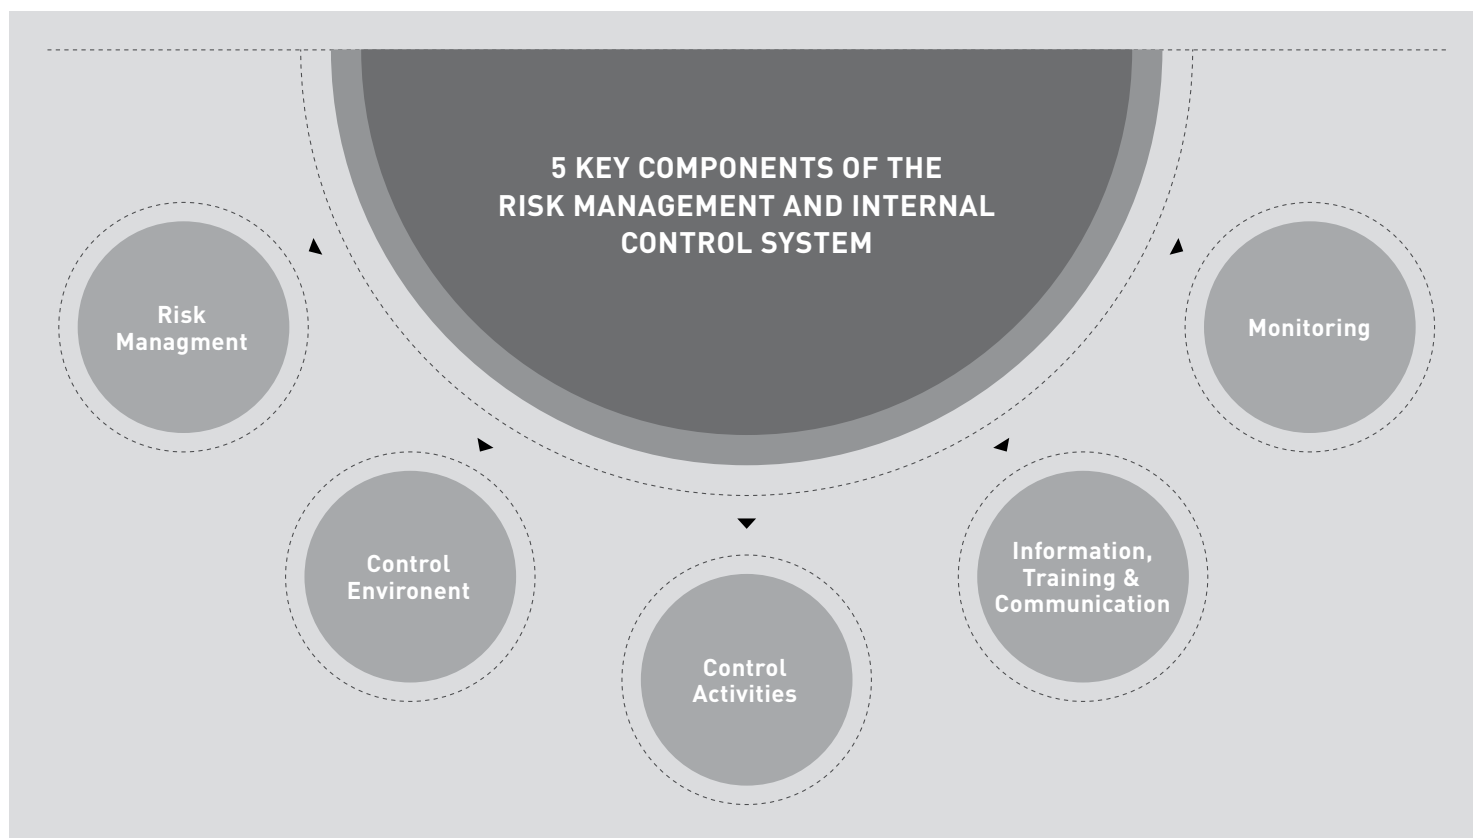 5 KEY COMPONENTS OF THE
RISK MANAGEMENT AND INTERNAL
CONTROL SYSTEM
Risk
Managment
Control
Environent
Control
Activities
Information,
Training &
Communication
Monitoring